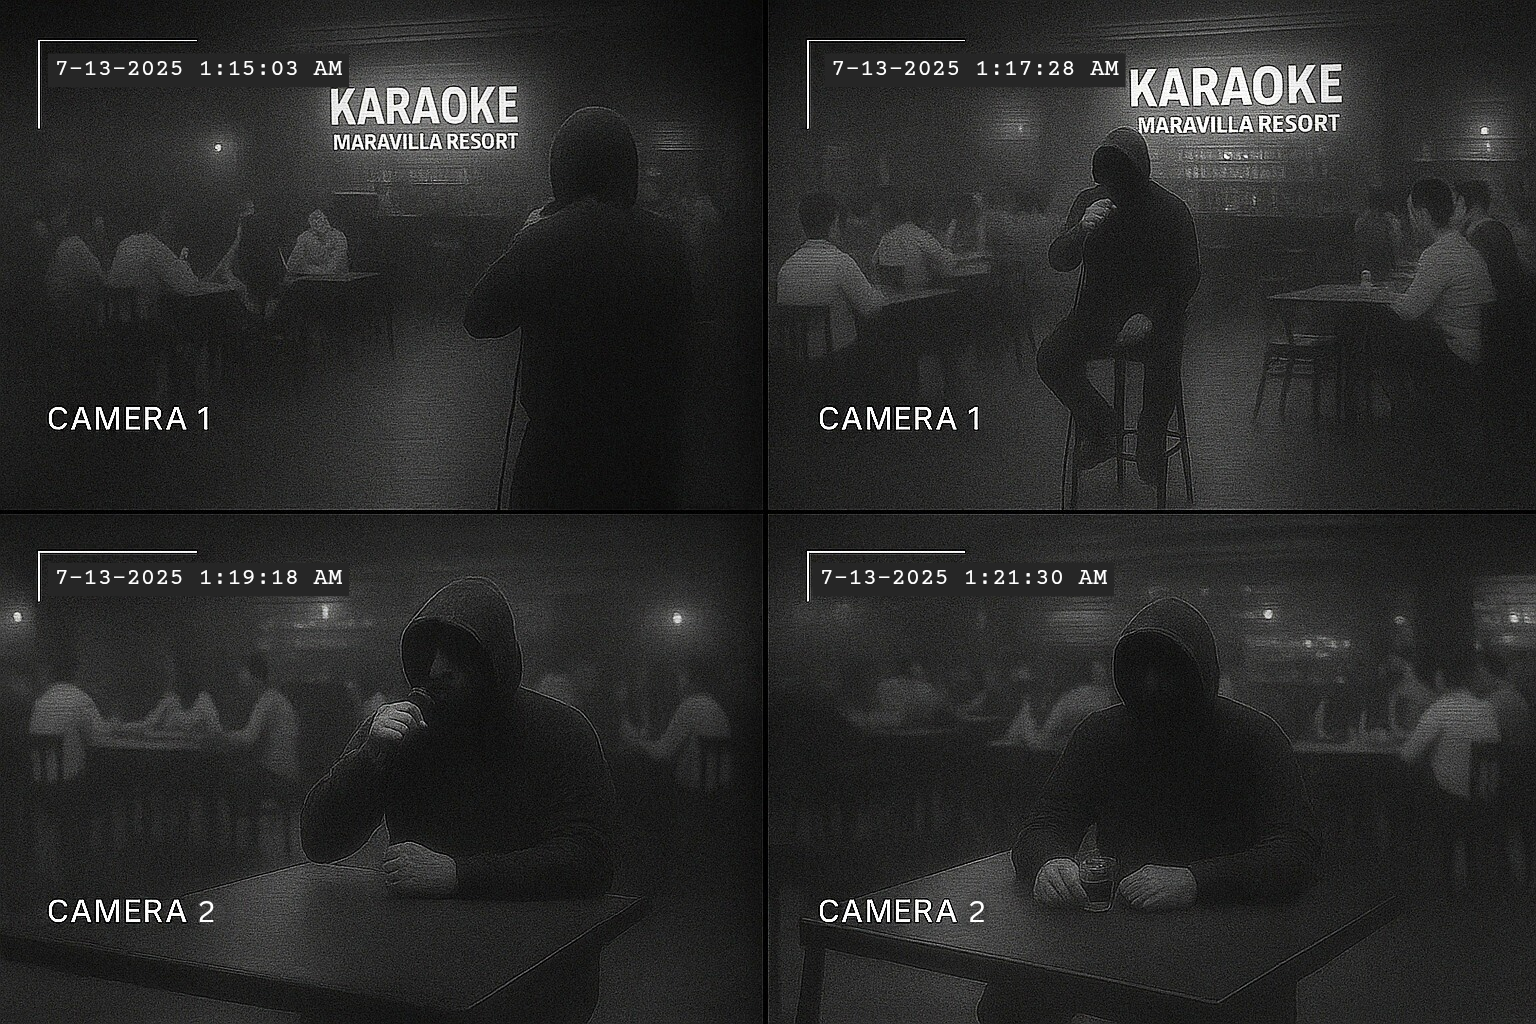 7-13-2025 1:15:03 AM
KARAOKE
MARAVILLA RESORT
CAMERA 1
7-13-2025 1:17:28 AM
KARAOKE
MARAVILLA RESORT
CAMERA 1
7-13-2025 1:19:18 AM
CAMERA 2
7-13-2025 1:21:30 AM
CAMERA 2